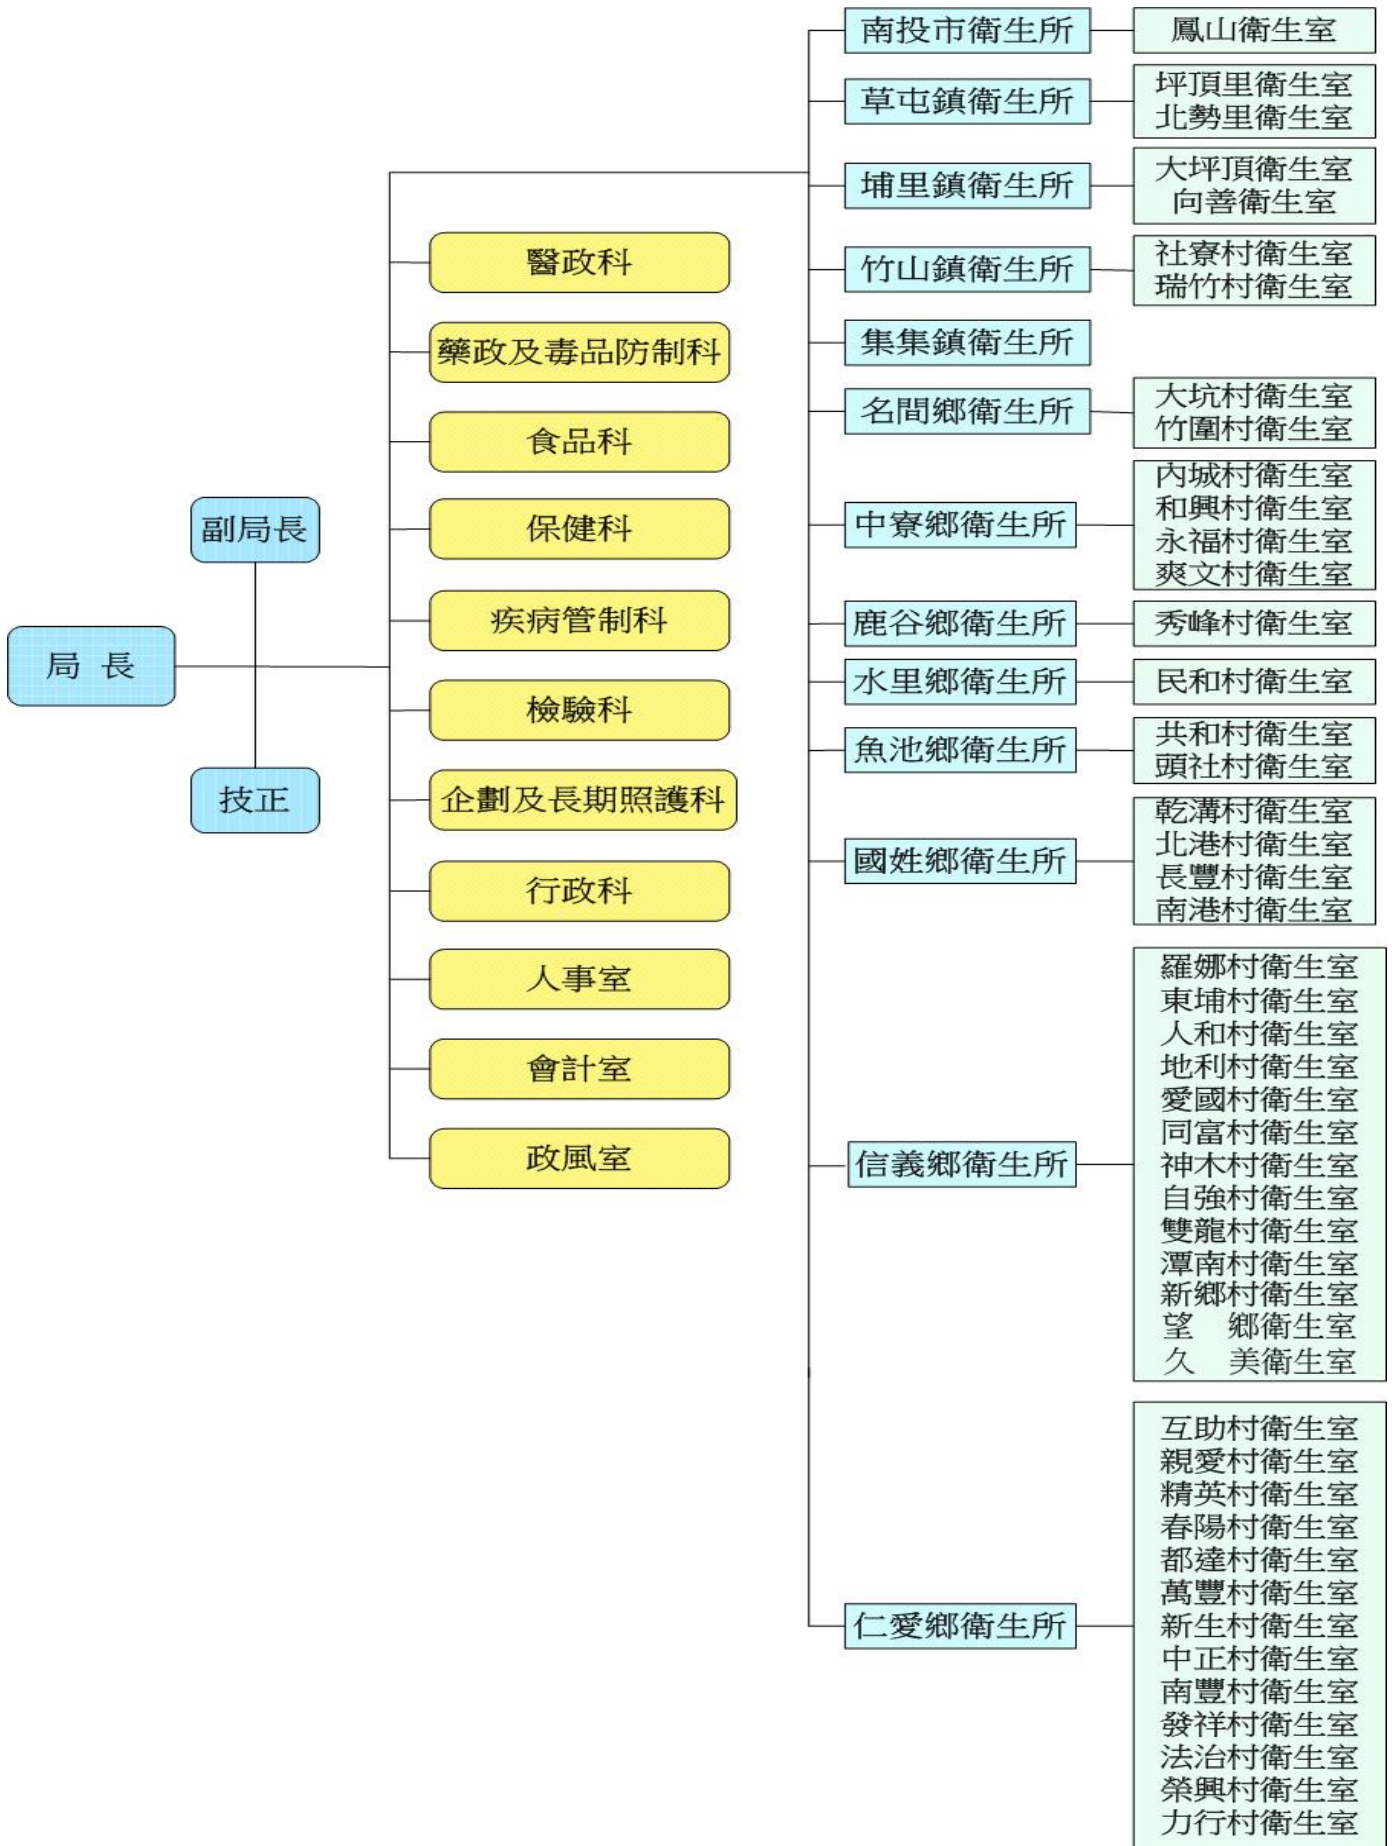 局 長
副局長
技正
醫政科
藥政及毒品防制科
食品科
保健科
疾病管制科
檢驗科
企劃及長期照護科
行政科
人事室
會計室
政風室
南投市衛生所
鳳山衛生室
草屯鎮衛生所
坪頂里衛生室
北勢里衛生室
埔里鎮衛生所
大坪頂衛生室
向善衛生室
竹山鎮衛生所
社寮村衛生室
瑞竹村衛生室
集集鎮衛生所
名間鄉衛生所
大坑村衛生室
竹圍村衛生室
中寮鄉衛生所
內城村衛生室
和興村衛生室
永福村衛生室
爽文村衛生室
鹿谷鄉衛生所
秀峰村衛生室
水里鄉衛生所
民和村衛生室
魚池鄉衛生所
共和村衛生室
頭社村衛生室
國姓鄉衛生所
乾溝村衛生室
北港村衛生室
長豐村衛生室
南港村衛生室
信義鄉衛生所
羅娜村衛生室
東埔村衛生室
人和村衛生室
地利村衛生室
愛國村衛生室
同富村衛生室
神木村衛生室
自強村衛生室
雙龍村衛生室
潭南村衛生室
新鄉村衛生室
望　鄉衛生室
久　美衛生室
仁愛鄉衛生所
互助村衛生室
親愛村衛生室
精英村衛生室
春陽村衛生室
都達村衛生室
萬豐村衛生室
新生村衛生室
中正村衛生室
南豐村衛生室
發祥村衛生室
法治村衛生室
榮興村衛生室
力行村衛生室